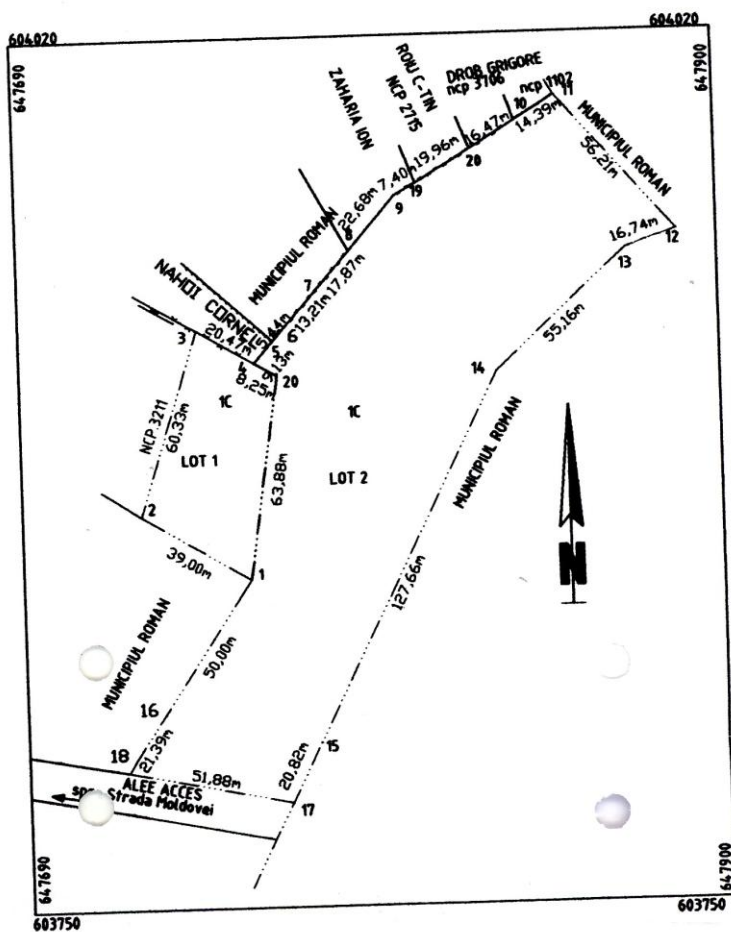 604020
604020
647690
647900
ZAHARIA ION
ROIU C-TIN
NCP 2715
DROB GRIGORE
ncp 3706
ncp 1102
10
11
14,39m
16,47m
20
19,96m
19
7,40m
9
22,68m
8
MUNICIPIUL ROMAN
56,21m
12
16,74m
13
55,16m
14
MUNICIPIUL ROMAN
7
17,87m
13,21m
6
5
NAHOI CORNEL
20,47m
3
4
9,13m
8,25m
20
1C
1C
NCP 3211
60,33m
LOT 1
LOT 2
63,88m
2
39,00m
1
MUNICIPIUL ROMAN
127,66m
N
MUNICIPIUL ROMAN
50,00m
16
18
21,39m
15
20,82m
51,88m
17
ALEE ACCES
Strada Moldovei
647690
647900
603750
603750